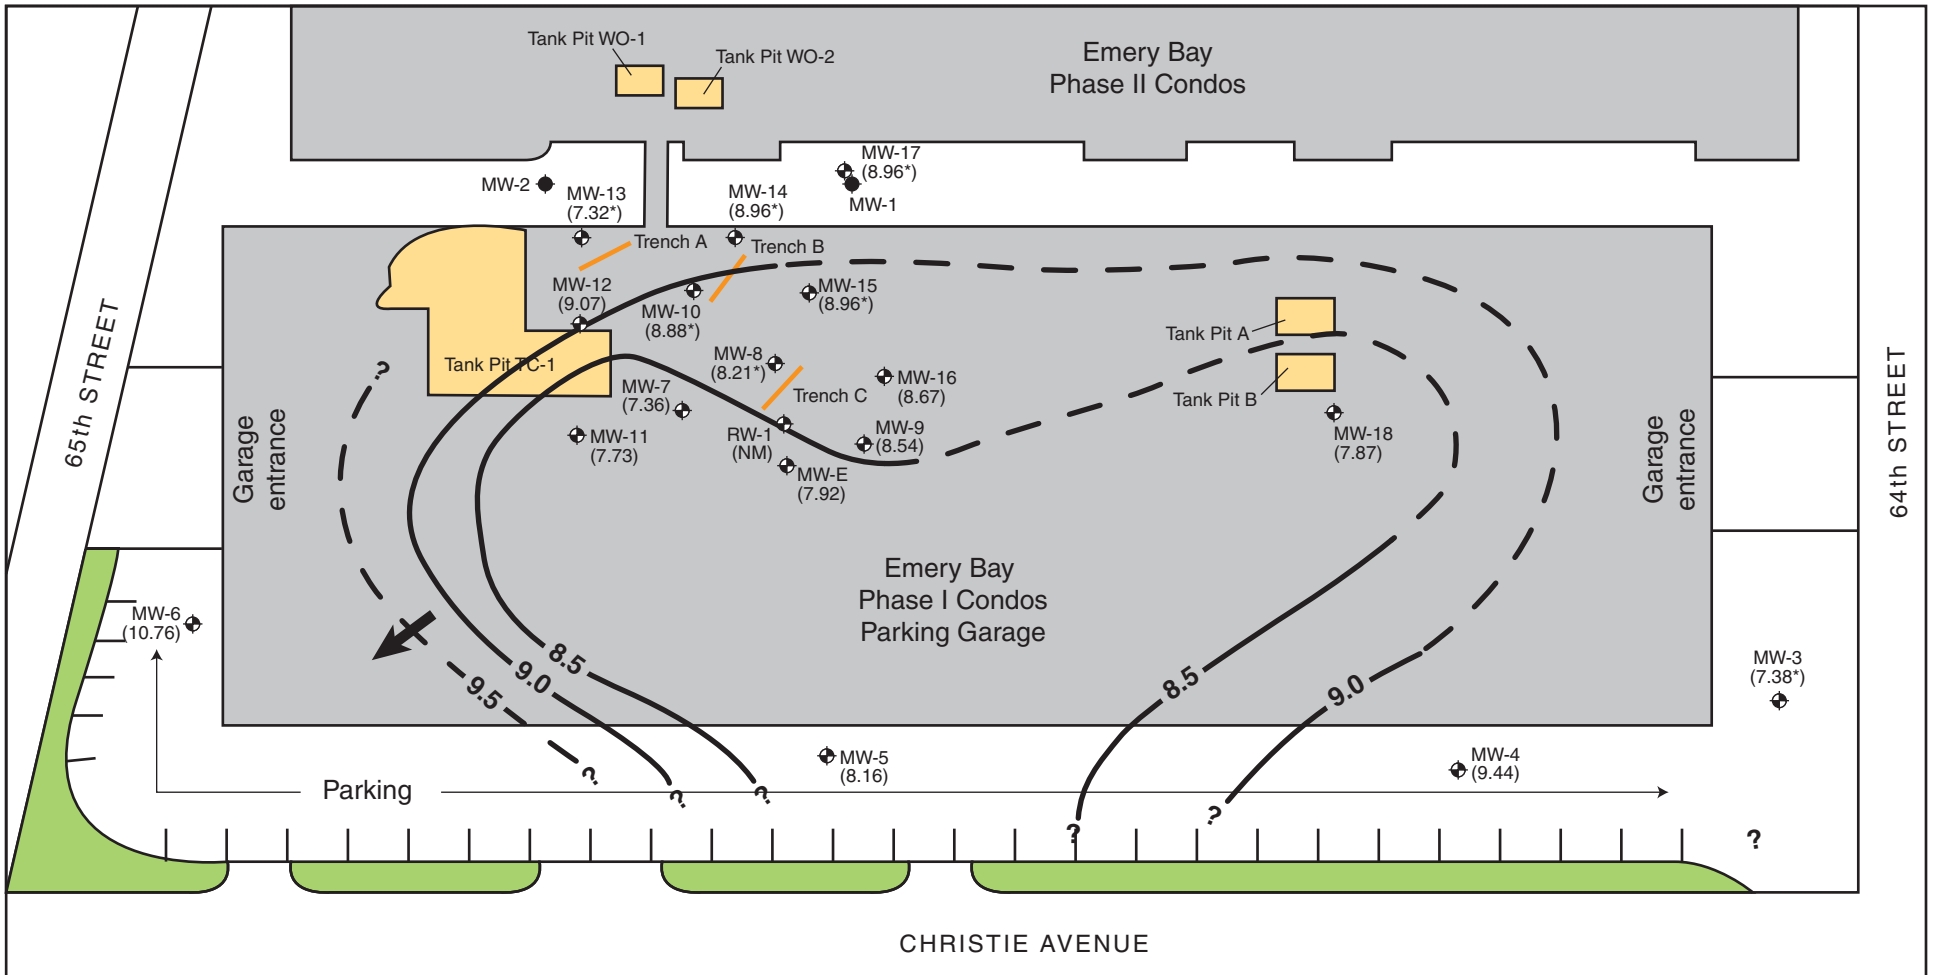 Tank Pit WO-1
Tank Pit WO-2
Emery Bay
Phase II Condos
MW-17
(8.96*)
MW-2
MW-13
(7.32*)
MW-14
(8.96*)
MW-1
Trench A
Trench B
MW-12
(9.07)
MW-10
(8.88*)
MW-15
(8.96*)
Tank Pit A
Tank Pit TC-1
?
MW-8
(8.21*)
MW-7
(7.36)
Trench C
MW-16
(8.67)
Tank Pit B
MW-11
(7.73)
RW-1
(NM)
MW-9
(8.54)
MW-18
(7.87)
MW-E
(7.92)
65th STREET
Garage
entrance
Garage
entrance
64th STREET
Emery Bay
Phase I Condos
Parking Garage
MW-6
(10.76)
8.5
9.0
9.5
8.5
9.0
MW-3
(7.38*)
MW-5
(8.16)
MW-4
(9.44)
Parking
?
?
?
?
?
?
CHRISTIE AVENUE